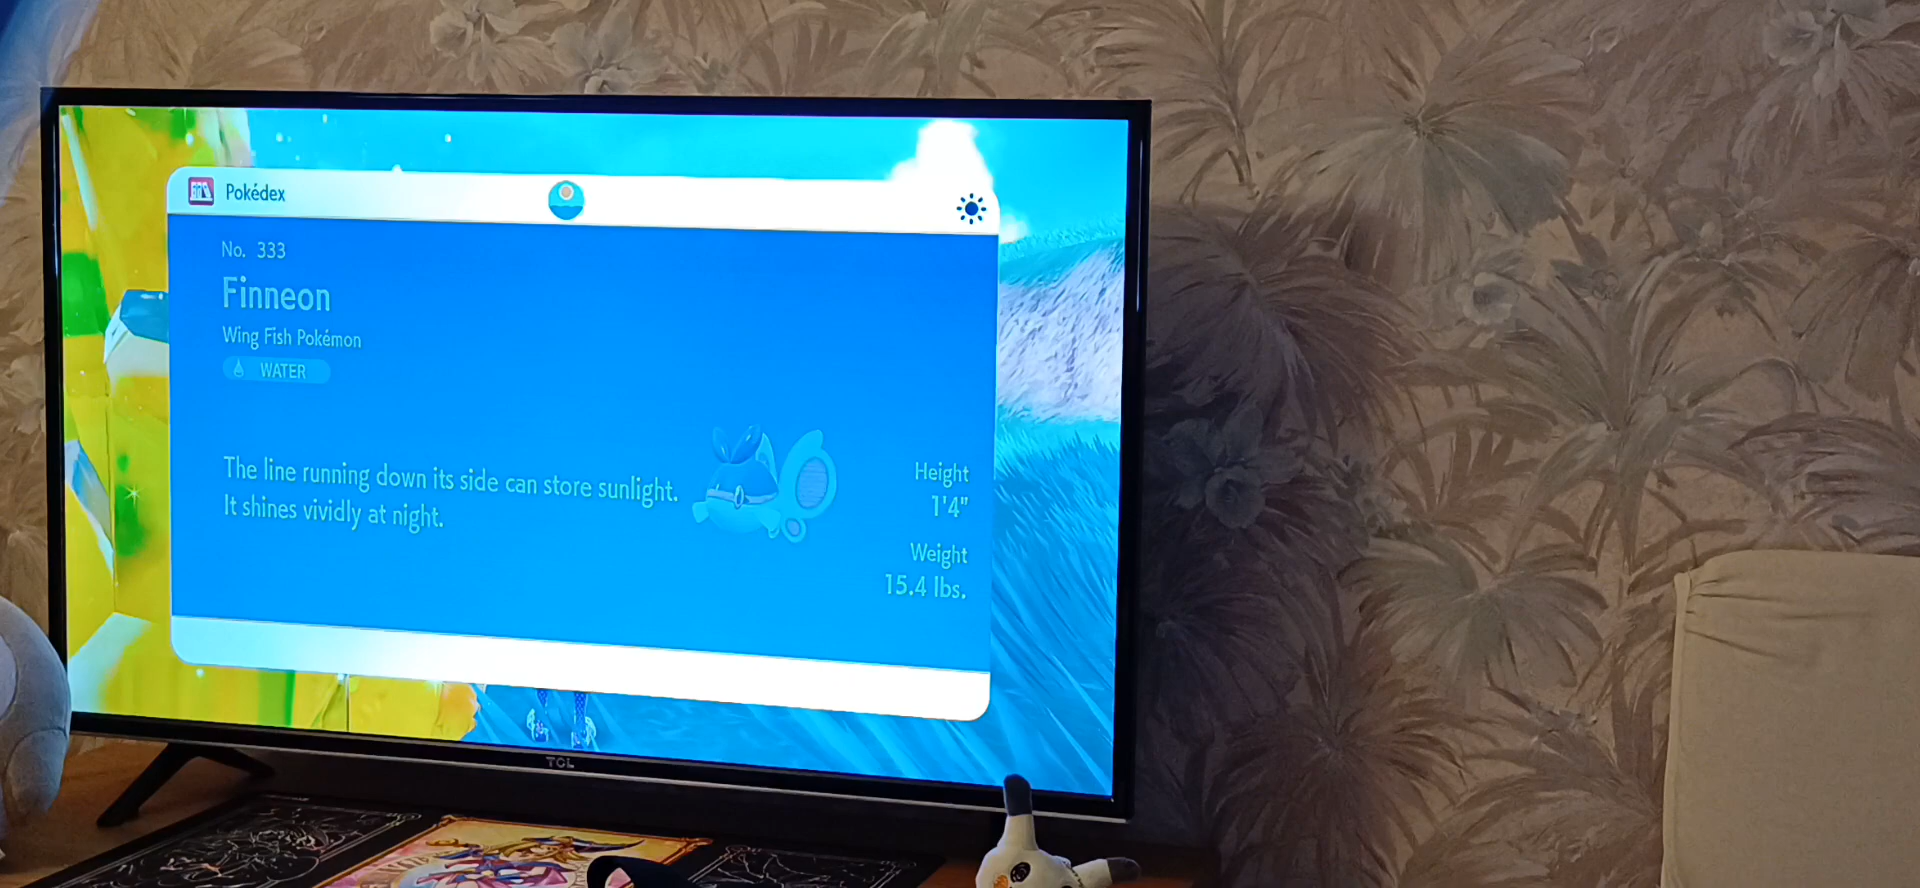 Pokédex
No. 333
Finneon
Wing Fish Pokémon
WATER
The line running down its side can store sunlight.
It shines vividly at night.
Height
1'4"
Weight
15.4 lbs.
TCL